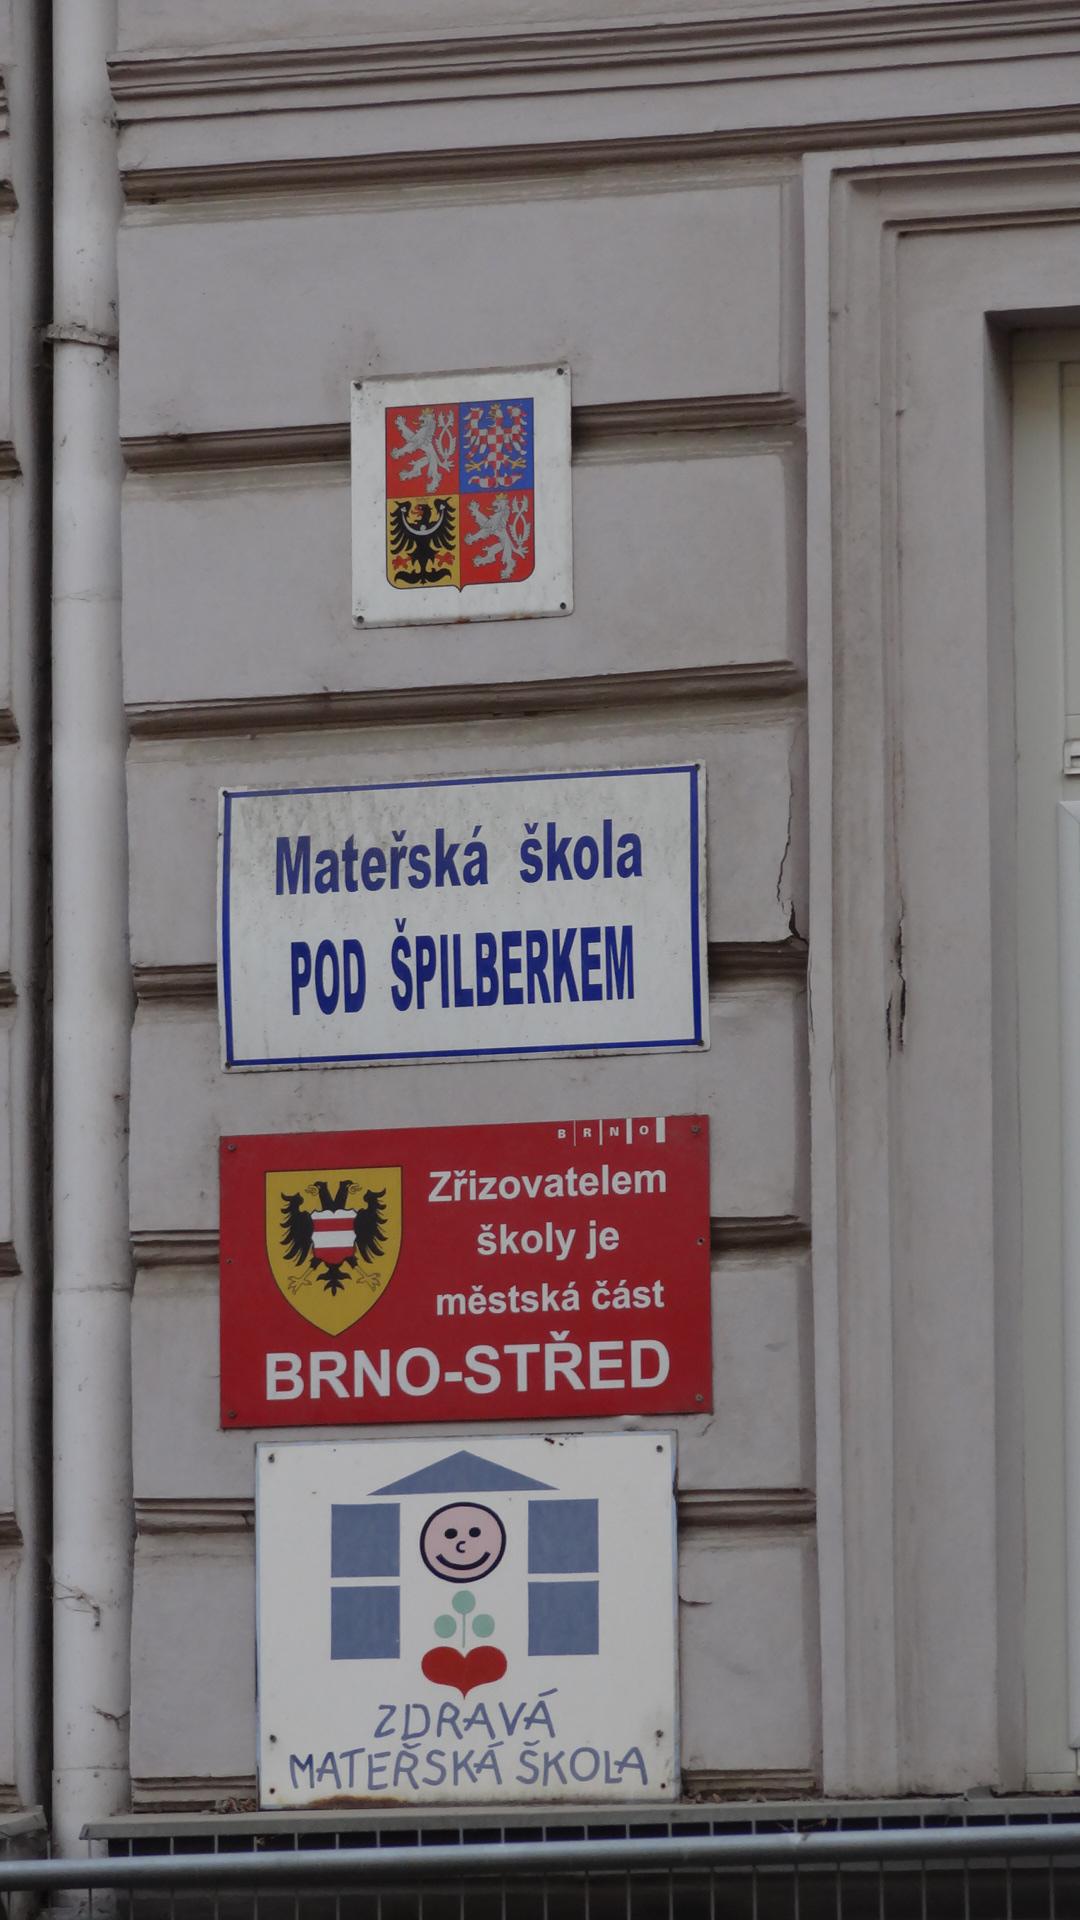 Mateřská škola
POD ŠPILBERKEM
BRNO
Zřizovatelem
školy je
městská část
BRNO-STŘED
ZDRAVÁ
MATEŘSKÁ ŠKOLA